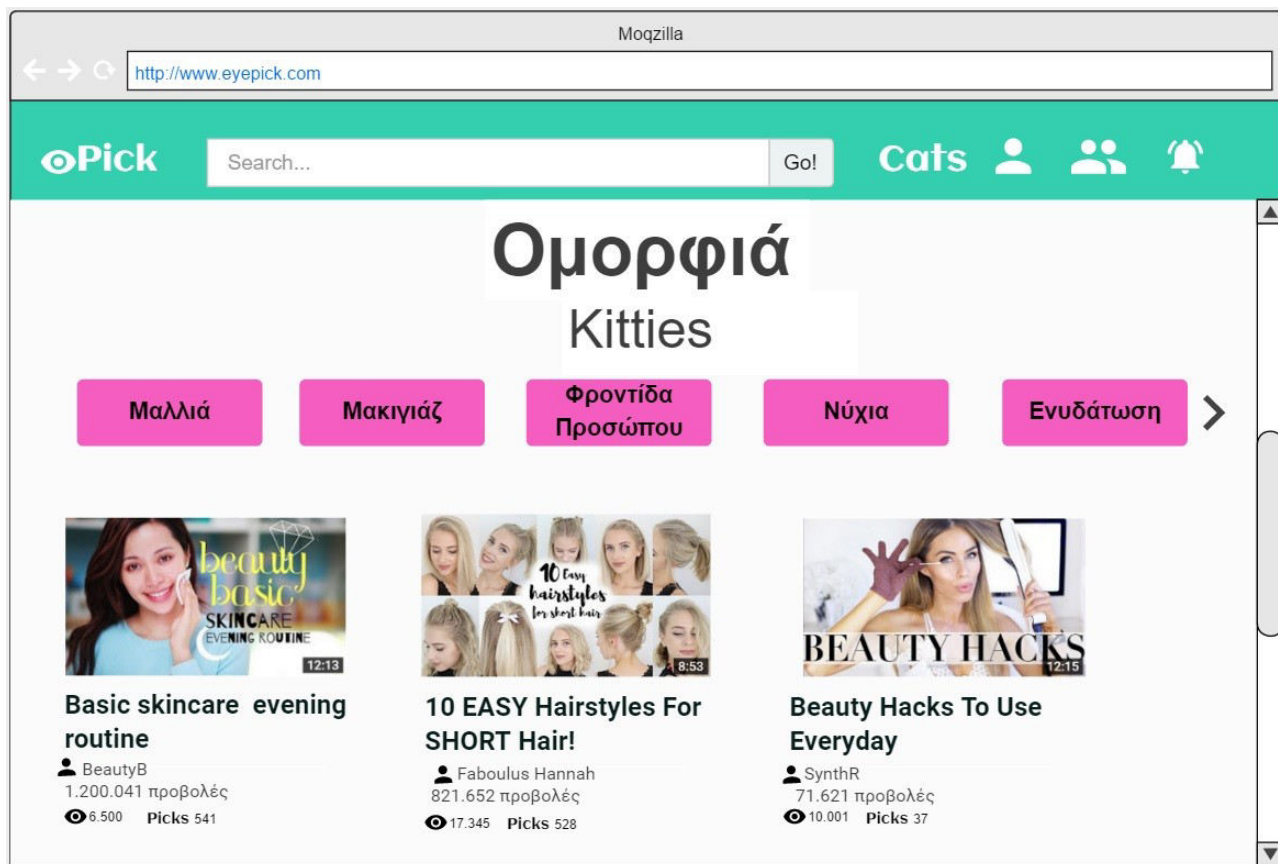 Moqzilla
http://www.eyepick.com
Pick
Search...
Go!
Cats
Ομορφιά
Kitties
Μαλλιά
Μακιγιάζ
Φροντίδα
Προσώπου
Νύχια
Ενυδάτωση
beauty
basic
SKINCARE
EVENING ROUTINE
12:13
10 Easy
hairstyles
for short hair
8:53
BEAUTY HACKS
12:15
Basic skincare evening
routine
BeautyB
1.200.041 προβολές
6.500 Picks 541
10 EASY Hairstyles For
SHORT Hair!
Faboulus Hannah
821.652 προβολές
17.345 Picks 528
Beauty Hacks To Use
Everyday
SynthR
71.621 προβολές
10.001 Picks 37